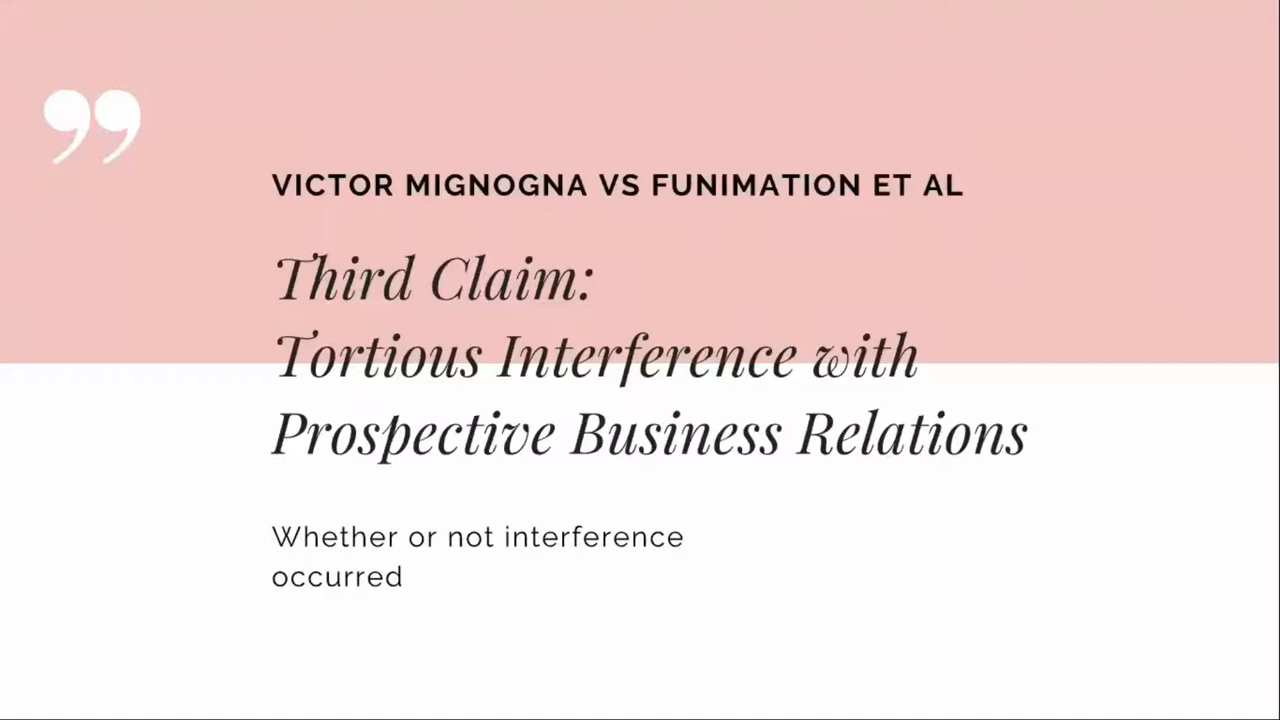 ”
VICTOR MIGNOGNA VS FUNIMATION ET AL
Third Claim:
Tortious Interference with
Prospective Business Relations
Whether or not interference
occurred